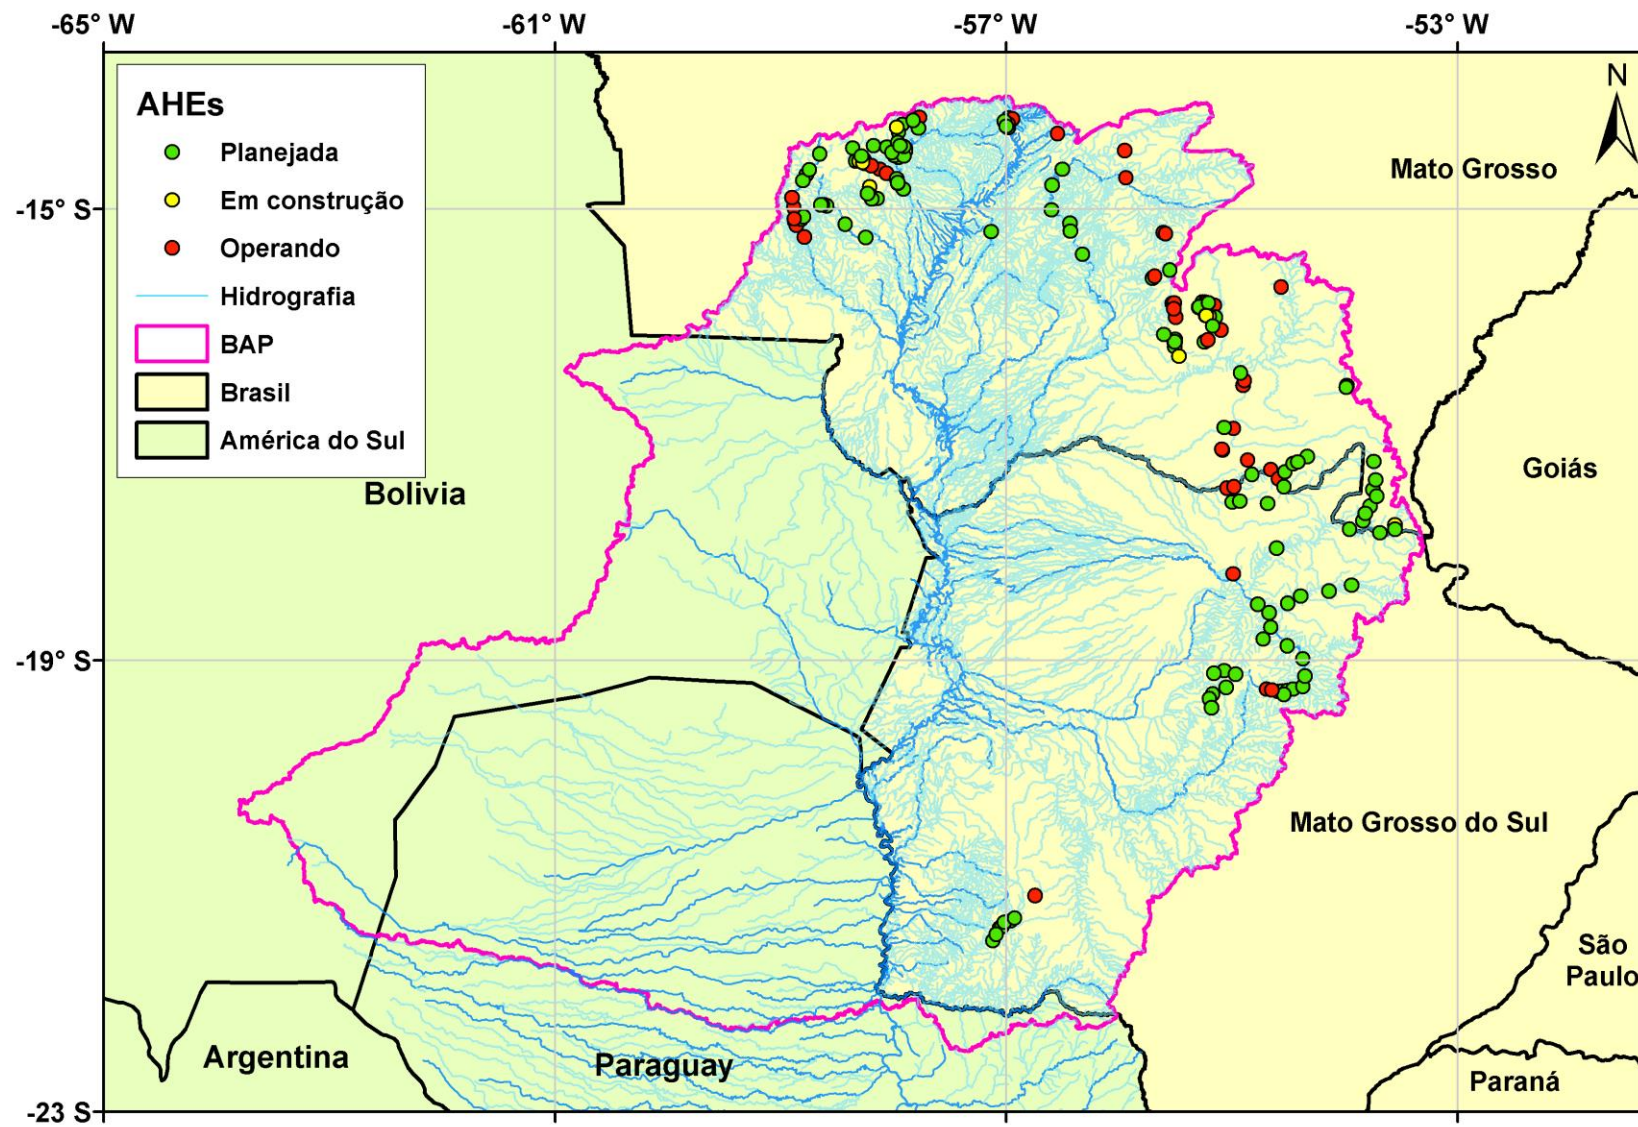 -65° W
-61° W
-57° W
-53° W
N
AHEs
Planejada
Em construção
Operando
Hidrografia
BAP
Brasil
América do Sul
Mato Grosso
-15° S
Goiás
Bolivia
-19° S
Mato Grosso do Sul
São
Paulo
Argentina
Paraguay
Paraná
-23 S